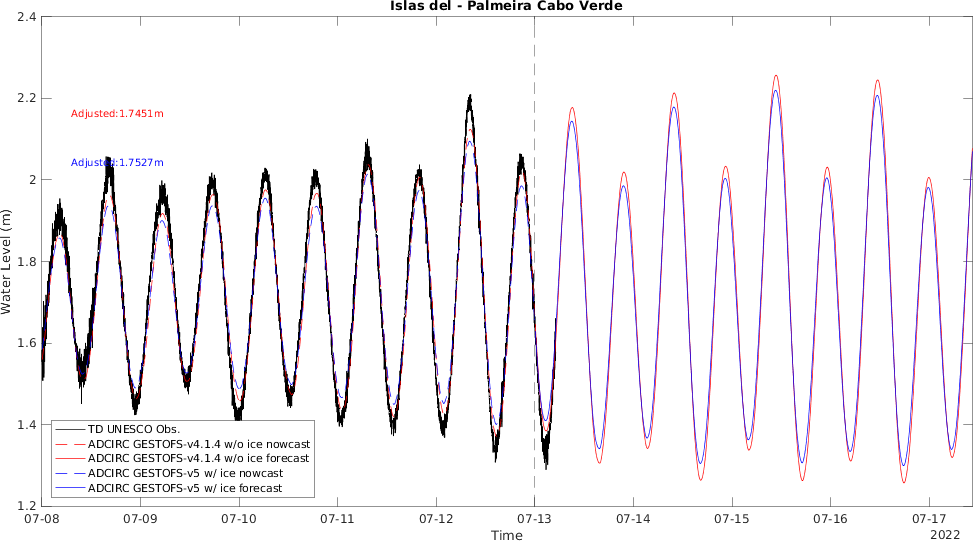 Islas del - Palmeira Cabo Verde
2.4
2.2
2
1.8
1.6
1.4
1.2
Water Level (m)
Adjusted:1.7451m
Adjusted:1.7527m
TD UNESCO Obs.
ADCIRC GESTOFS-v4.1.4 w/o ice nowcast
ADCIRC GESTOFS-v4.1.4 w/o ice forecast
ADCIRC GESTOFS-v5 w/ ice nowcast
ADCIRC GESTOFS-v5 w/ ice forecast
07-08 07-09 07-10 07-11 07-12 07-13 07-14 07-15 07-16 07-17
Time
2022